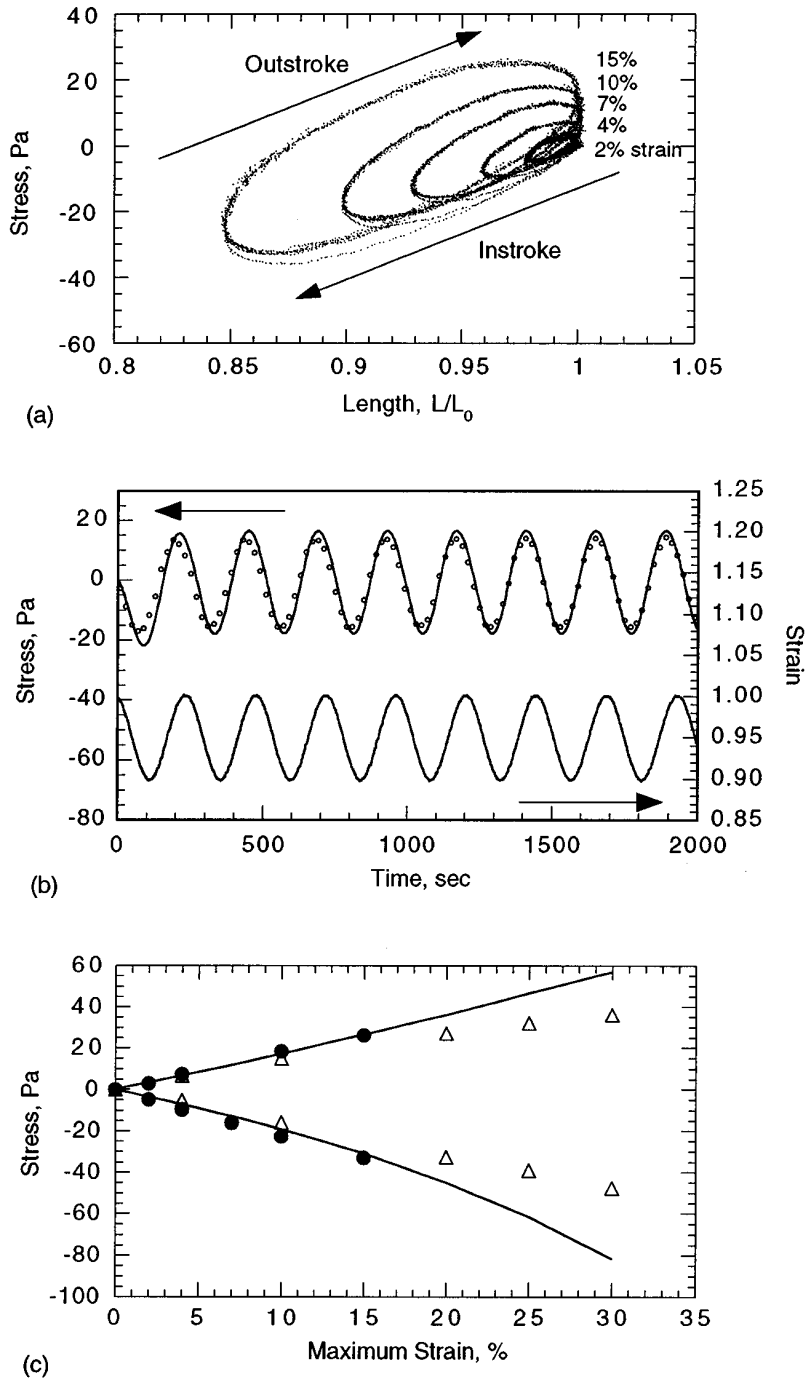 40
20
0
-20
-40
-60
Stress, Pa
Outstroke
15%
10%
7%
4%
2% strain
Instroke
0.8 0.85 0.9 0.95 1 1.05
Length, L/L0
(a)
20
0
-20
-40
-60
-80
Stress, Pa
1.25
1.20
1.15
1.10
1.05
1.00
0.95
0.90
0.85
Strain
0 500 1000 1500 2000
Time, sec
(b)
60
40
20
0
-20
-40
-60
-80
-100
Stress, Pa
0 5 10 15 20 25 30 35
Maximum Strain, %
(c)